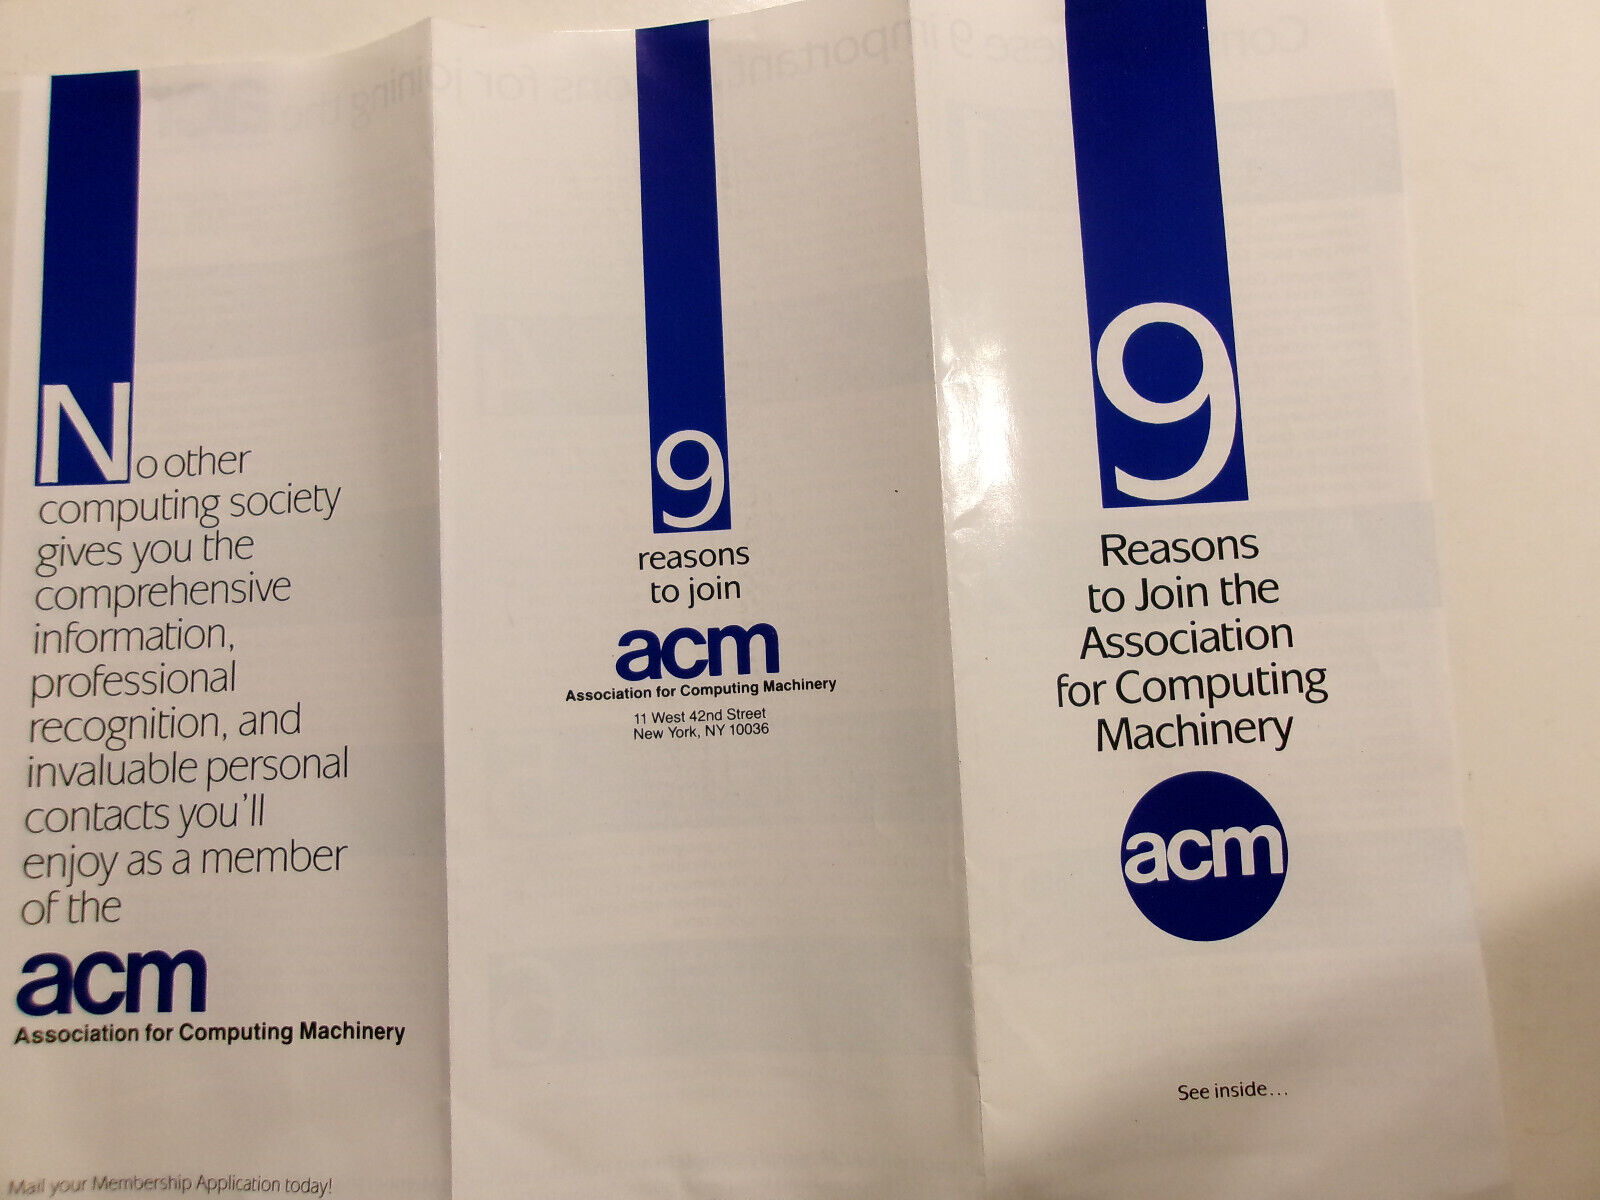 No other
computing society
gives you the
comprehensive
information,
professional
recognition, and
invaluable personal
contacts you'll
enjoy as a member
of the
acm
Association for Computing Machinery
Mail your Membership Application today!
9
reasons
to join
acm
Association for Computing Machinery
11 West 42nd Street
New York, NY 10036
9
Reasons
to Join the
Association
for Computing
Machinery
acm
See inside...